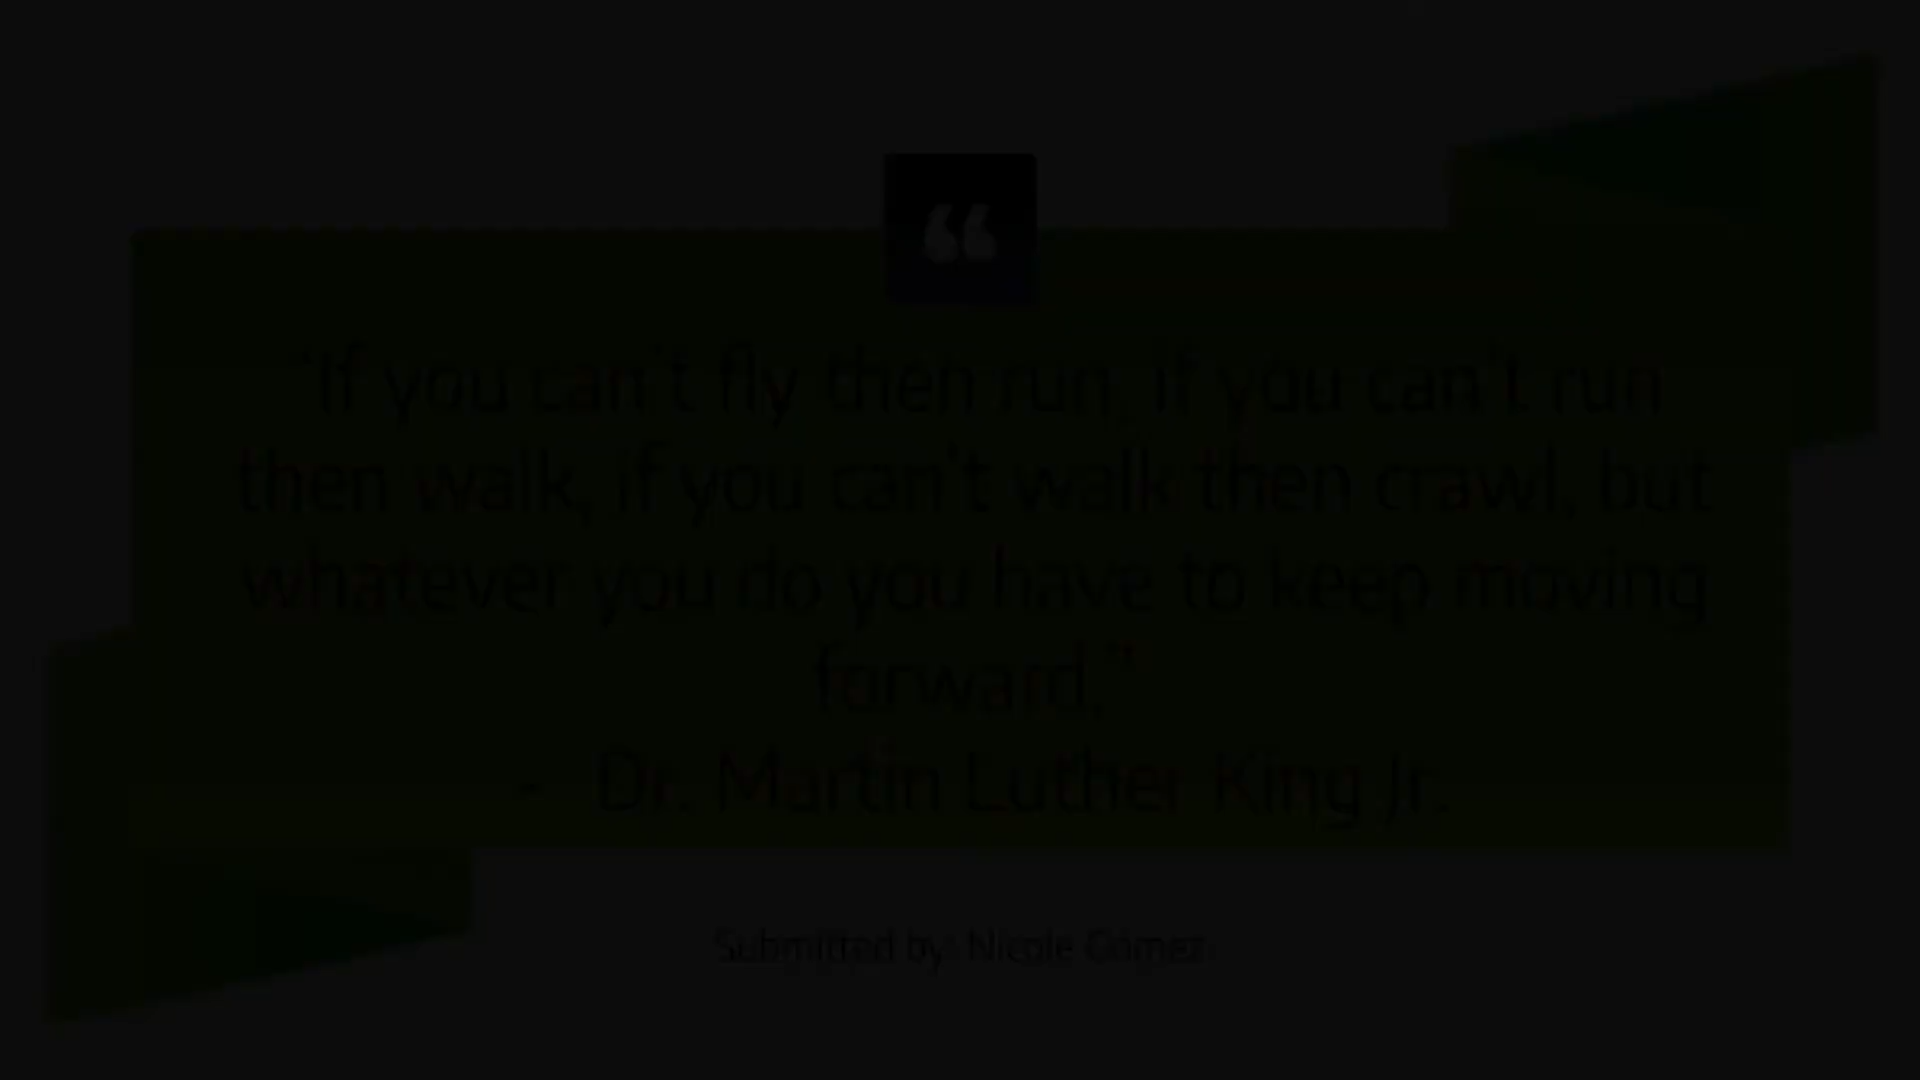 “
“If you can't fly then run, if you can't run
then walk, if you can't walk then crawl, but
whatever you do you have to keep moving
forward.”
- Dr. Martin Luther King Jr.
Submitted by: Nicole Gomez